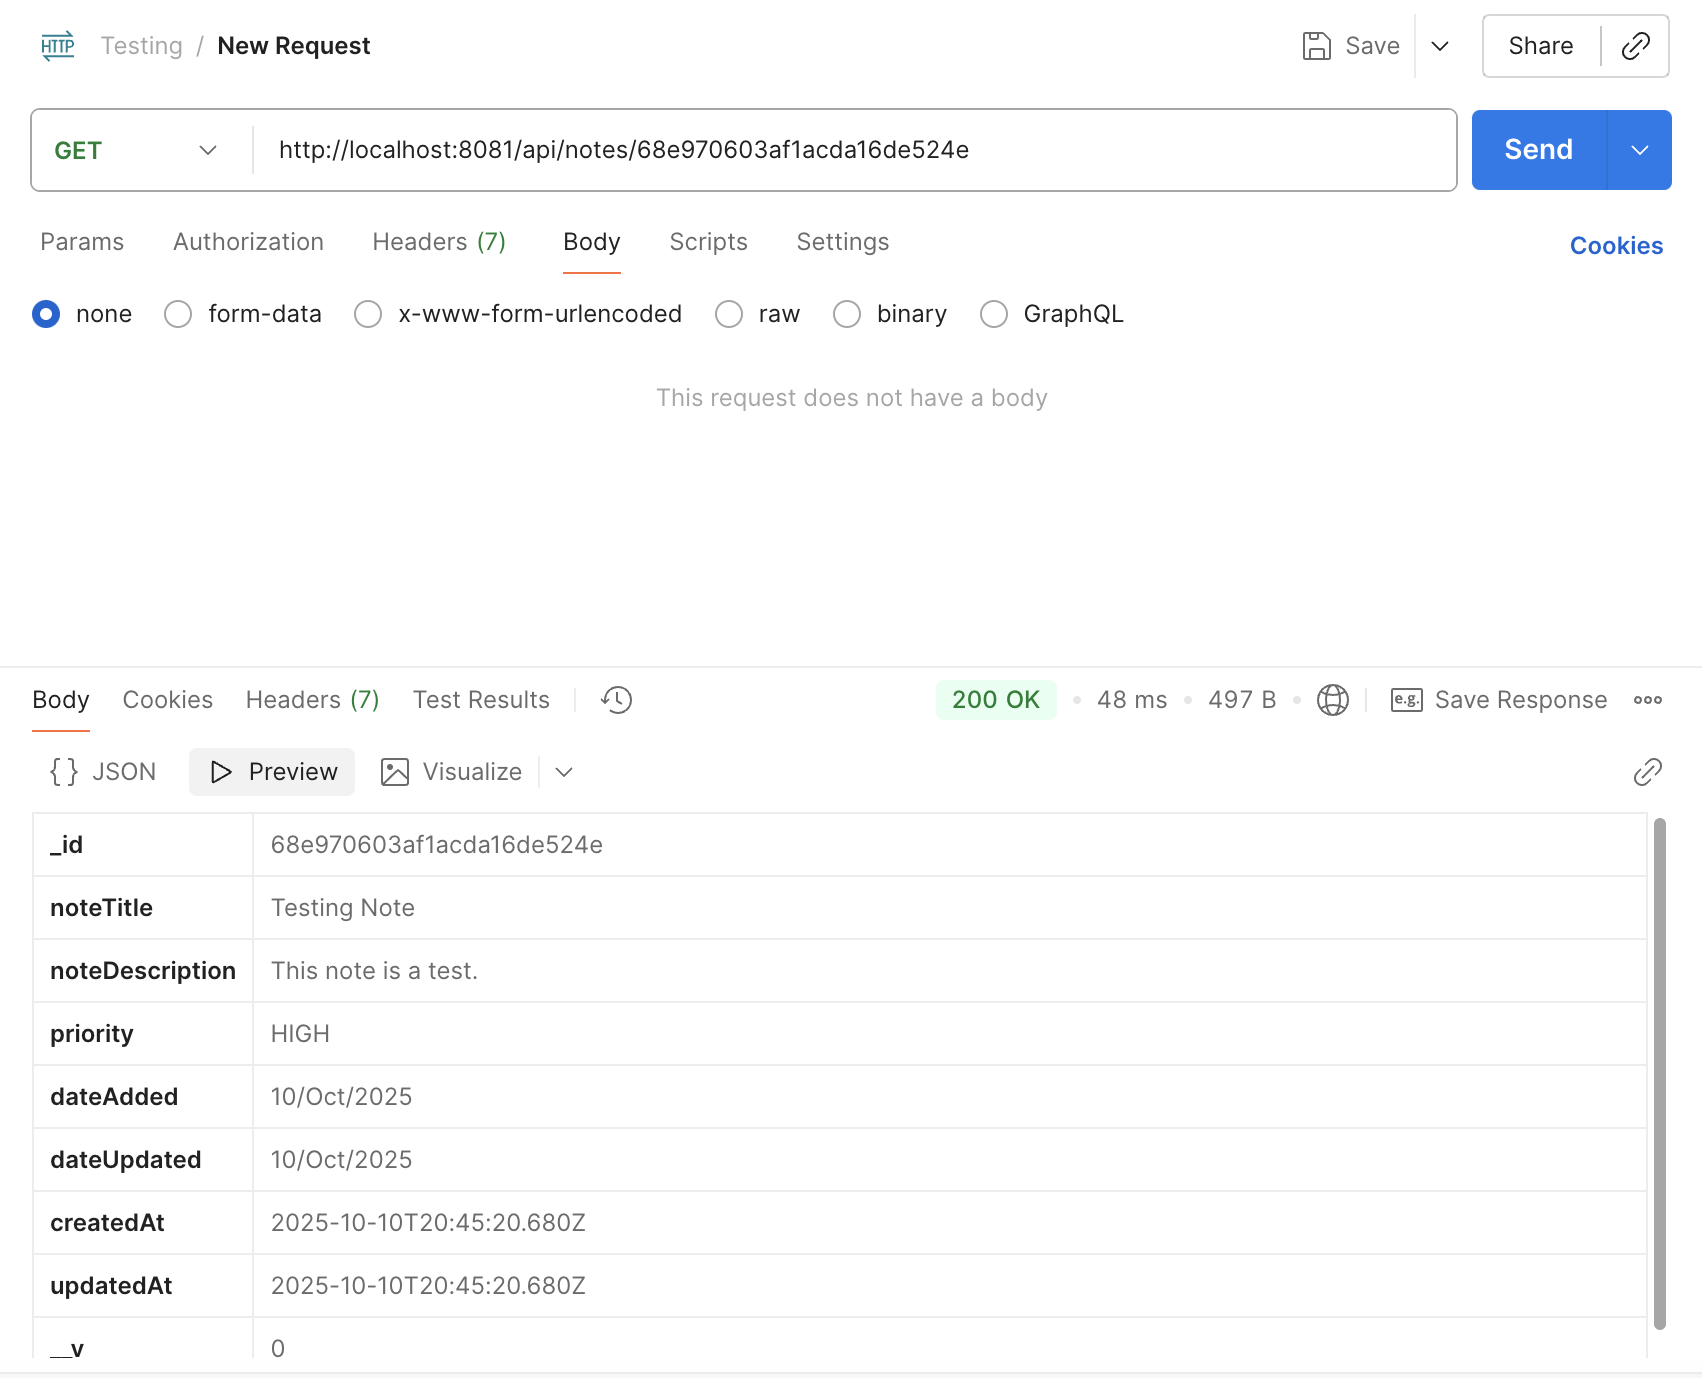 HTTP Testing / New Request Save Share
GET http://localhost:8081/api/notes/68e970603af1acda16de524e Send
Params Authorization Headers (7) Body Scripts Settings Cookies
none form-data x-www-form-urlencoded raw binary GraphQL
This request does not have a body
Body Cookies Headers (7) Test Results 200 OK • 48 ms • 497 B • e.g. Save Response
{} JSON Preview Visualize
_id 68e970603af1acda16de524e
noteTitle Testing Note
noteDescription This note is a test.
priority HIGH
dateAdded 10/Oct/2025
dateUpdated 10/Oct/2025
createdAt 2025-10-10T20:45:20.680Z
updatedAt 2025-10-10T20:45:20.680Z
__v 0